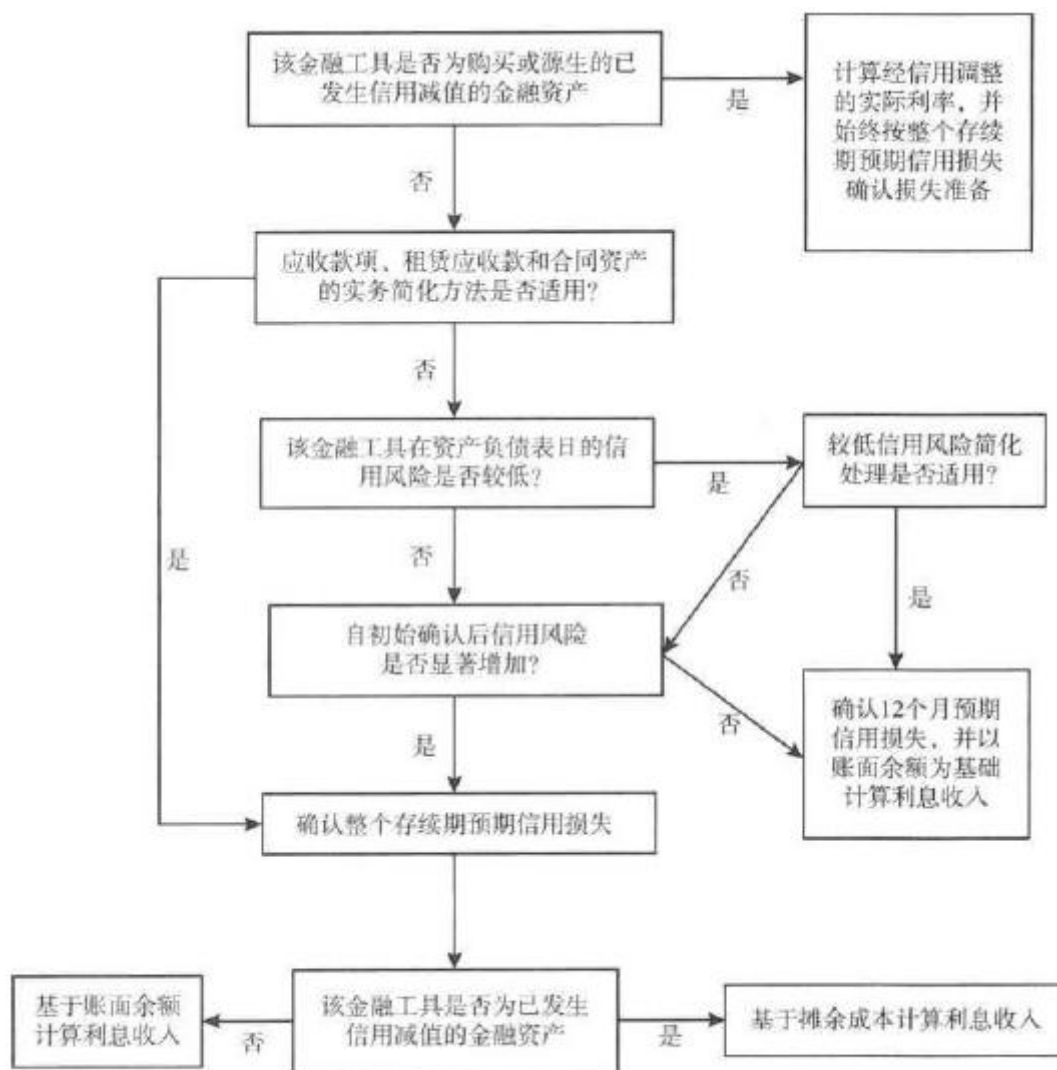 该金融工具是否为购买或源生的已
发生信用减值的金融资产
是
计算经信用调整
的实际利率，并
始终按整个存续
期预期信用损失
确认损失准备
否
应收款项、租赁应收款和合同资产
的实务简化方法是否适用？
否
该金融工具在资产负债表日的信
用风险是否较低？
是
较低信用风险简化
处理是否适用？
是
否
否
是
自初始确认后信用风险
是否显著增加？
否
是
确认12个月预期
信用损失，并以
账面余额为基础
计算利息收入
确认整个存续期预期信用损失
基于账面余额
计算利息收入
否
该金融工具是否为已发生
信用减值的金融资产
是
基于摊余成本计算利息收入